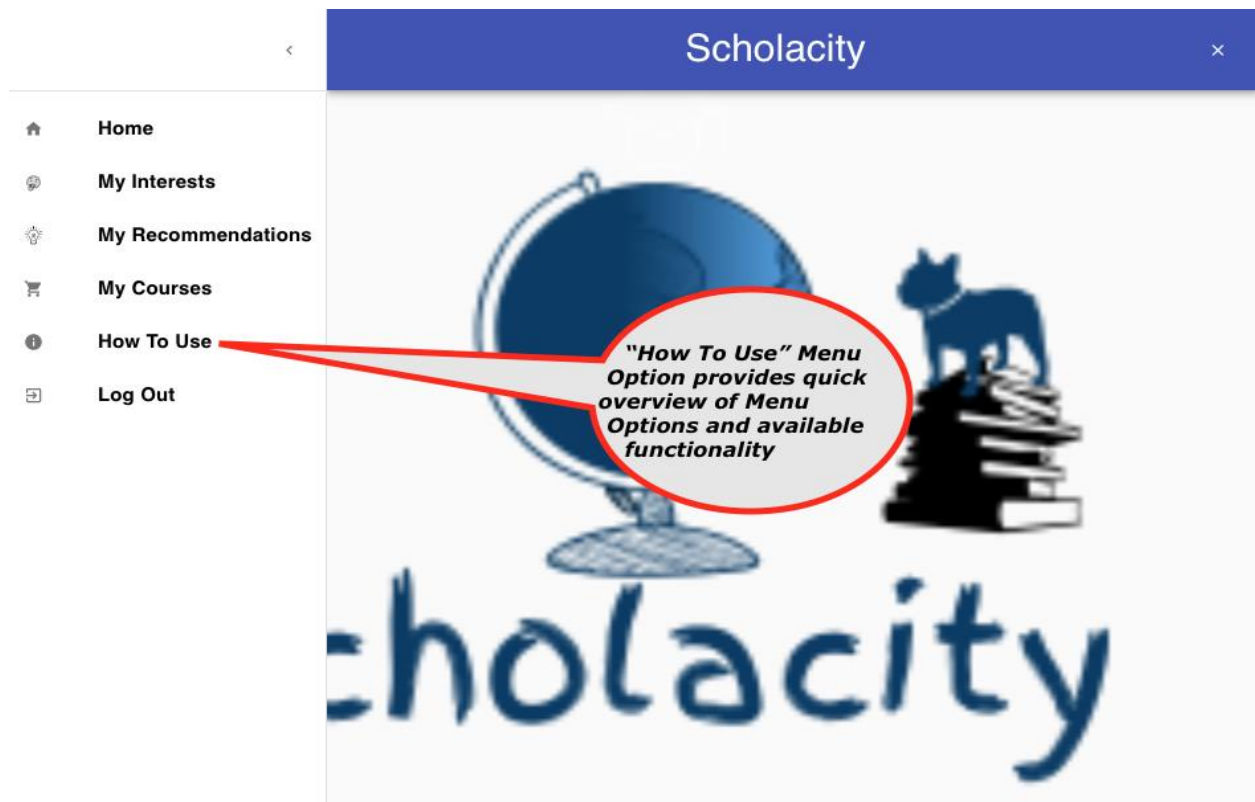 Scholacity
Home
My Interests
My Recommendations
My Courses
How To Use
Log Out
“How To Use” Menu
Option provides quick
overview of Menu
Options and available
functionality
cholacity